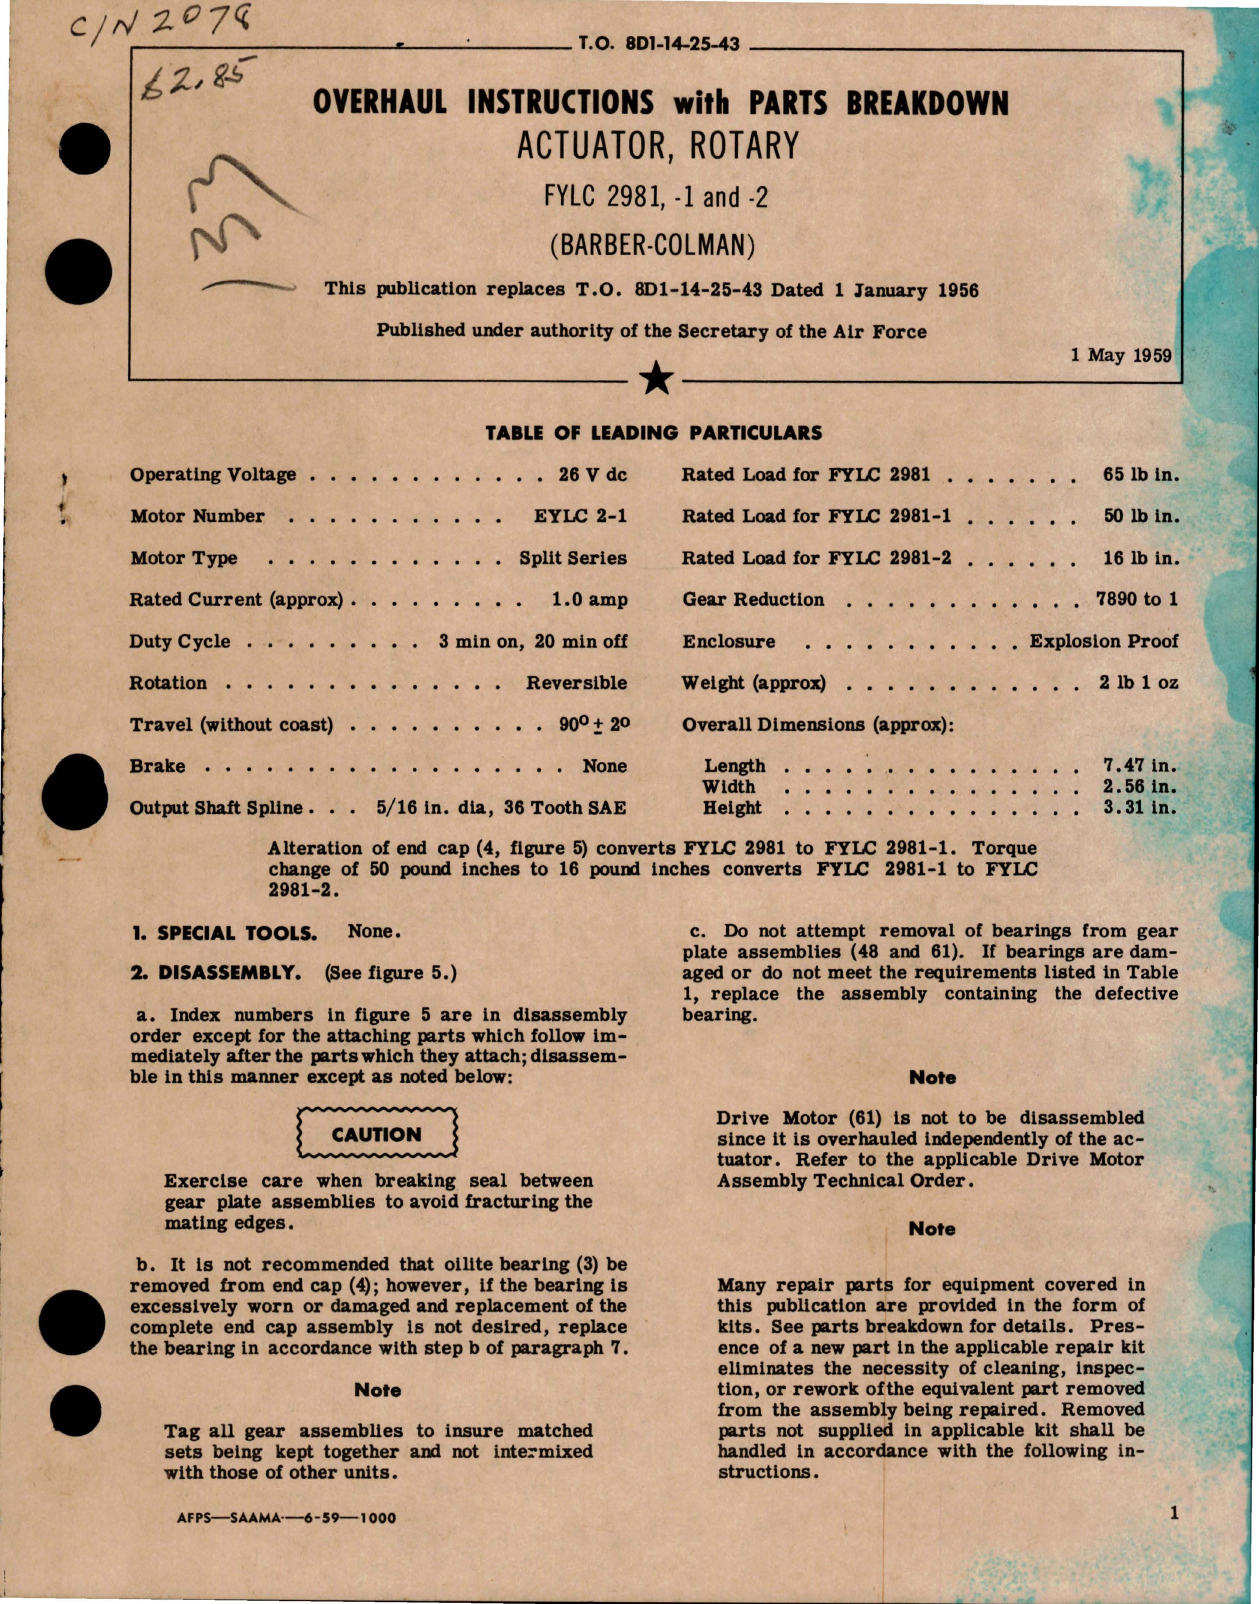 C/N 2078
$2.85
T.O. 8D1-14-25-43
OVERHAUL INSTRUCTIONS with PARTS BREAKDOWN
ACTUATOR, ROTARY
FYLC 2981, -1 and -2
(BARBER-COLMAN)
This publication replaces T.O. 8D1-14-25-43 Dated 1 January 1956
Published under authority of the Secretary of the Air Force
1 May 1959
TABLE OF LEADING PARTICULARS
Operating Voltage . . . . . . . . . . . . 26 V dc
Motor Number . . . . . . . . . . . EYLC 2-1
Motor Type . . . . . . . . . . . . Split Series
Rated Current (approx) . . . . . . . . . 1.0 amp
Duty Cycle . . . . . . . . . 3 min on, 20 min off
Rotation . . . . . . . . . . . . . . Reversible
Travel (without coast) . . . . . . . . . . 90º ± 2º
Brake . . . . . . . . . . . . . . . . . . None
Output Shaft Spline . . . 5/16 in. dia, 36 Tooth SAE
Rated Load for FYLC 2981 . . . . . . . 65 lb in.
Rated Load for FYLC 2981-1 . . . . . . 50 lb in.
Rated Load for FYLC 2981-2 . . . . . . 16 lb in.
Gear Reduction . . . . . . . . . . . . 7890 to 1
Enclosure . . . . . . . . . . . Explosion Proof
Weight (approx) . . . . . . . . . . . . 2 lb 1 oz
Overall Dimensions (approx):
Length . . . . . . . . . . . . . . . 7.47 in.
Width . . . . . . . . . . . . . . . 2.56 in.
Height . . . . . . . . . . . . . . . 3.31 in.
Alteration of end cap (4, figure 5) converts FYLC 2981 to FYLC 2981-1. Torque
change of 50 pound inches to 16 pound inches converts FYLC 2981-1 to FYLC
2981-2.
1. SPECIAL TOOLS. None.
2. DISASSEMBLY. (See figure 5.)
a. Index numbers in figure 5 are in disassembly
order except for the attaching parts which follow im-
mediately after the parts which they attach; disassem-
ble in this manner except as noted below:
CAUTION
Exercise care when breaking seal between
gear plate assemblies to avoid fracturing the
mating edges.
b. It is not recommended that oilite bearing (3) be
removed from end cap (4); however, if the bearing is
excessively worn or damaged and replacement of the
complete end cap assembly is not desired, replace
the bearing in accordance with step b of paragraph 7.
Note
Tag all gear assemblies to insure matched
sets being kept together and not intermixed
with those of other units.
c. Do not attempt removal of bearings from gear
plate assemblies (48 and 61). If bearings are dam-
aged or do not meet the requirements listed in Table
1, replace the assembly containing the defective
bearing.
Note
Drive Motor (61) is not to be disassembled
since it is overhauled independently of the ac-
tuator. Refer to the applicable Drive Motor
Assembly Technical Order.
Note
Many repair parts for equipment covered in
this publication are provided in the form of
kits. See parts breakdown for details. Pres-
ence of a new part in the applicable repair kit
eliminates the necessity of cleaning, inspec-
tion, or rework of the equivalent part removed
from the assembly being repaired. Removed
parts not supplied in applicable kit shall be
handled in accordance with the following in-
structions.
AFPS—SAAMA—6-59—1000
1